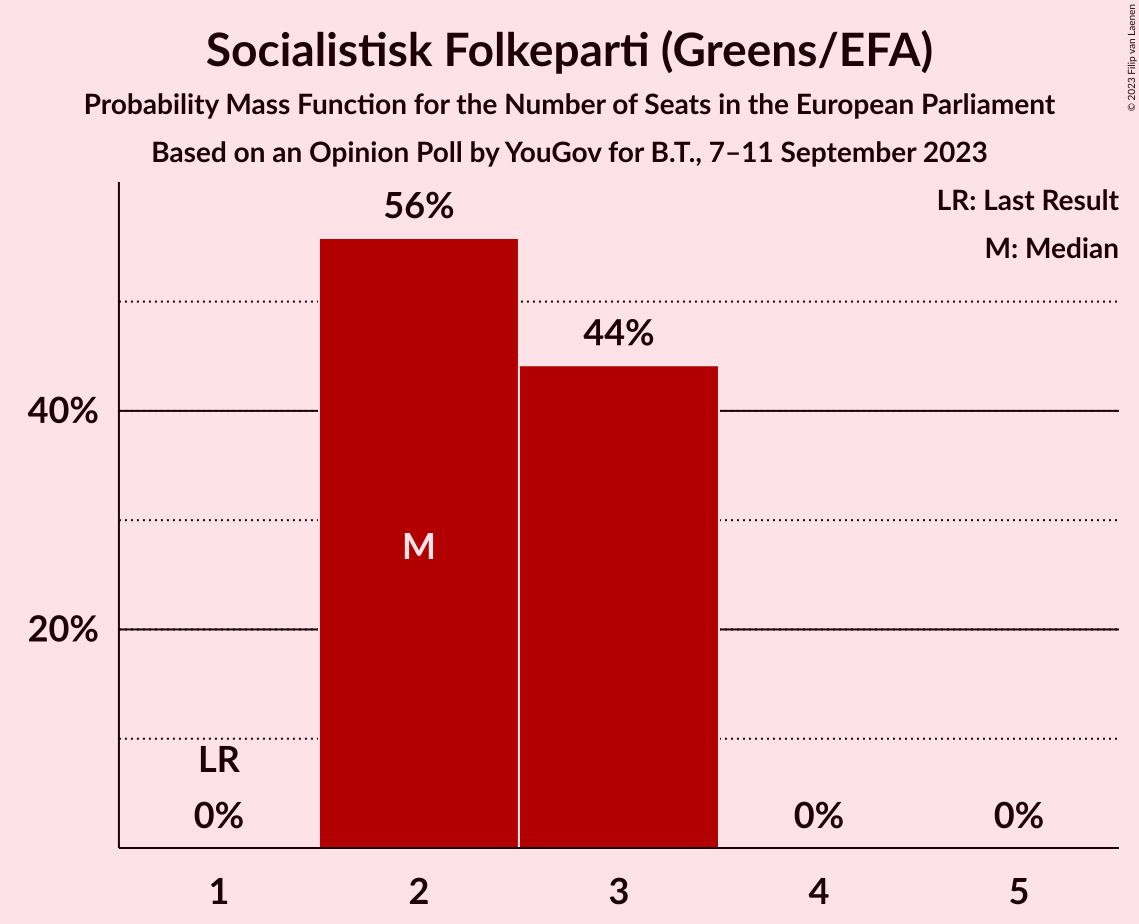 Socialistisk Folkeparti (Greens/EFA)
Probability Mass Function for the Number of Seats in the European Parliament
Based on an Opinion Poll by YouGov for B.T., 7–11 September 2023
© 2023 Filip van Laenen
LR: Last Result
M: Median
56%
44%
40%
M
20%
LR
0%
0%
0%
1
2
3
4
5